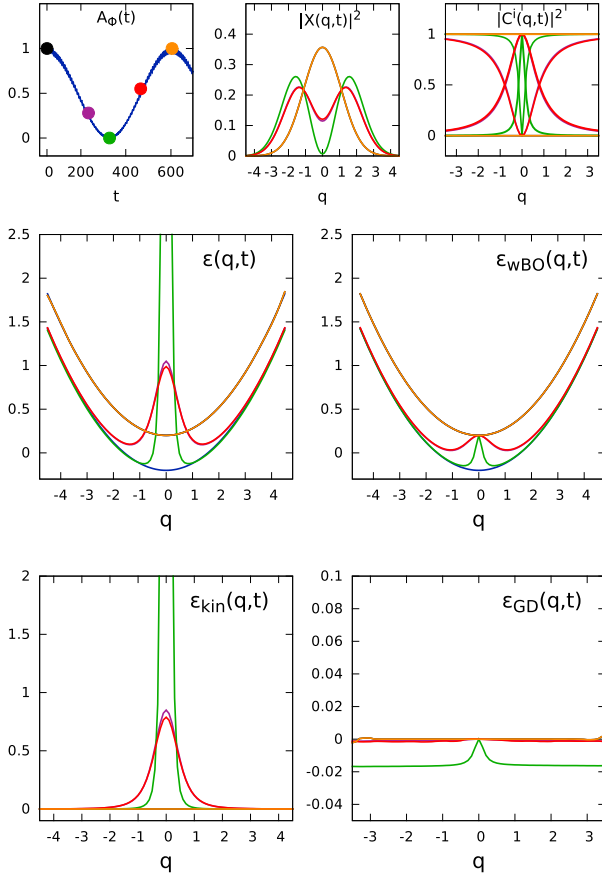 A_Φ(t)
1
0.5
0
0 200 400 600
t
|X(q,t)|²
0.4
0.3
0.2
0.1
0
-3 -2 -1 0 1 2 3
q
|Cⁱ(q,t)|²
1
0.5
0
-3 -2 -1 0 1 2 3
q
ε(q,t)
2.5
2
1.5
1
0.5
0
-4 -3 -2 -1 0 1 2 3 4
q
ε_wBO(q,t)
2.5
2
1.5
1
0.5
0
-4 -3 -2 -1 0 1 2 3 4
q
ε_kin(q,t)
2
1.5
1
0.5
0
-4 -3 -2 -1 0 1 2 3 4
q
ε_GD(q,t)
0.1
0.08
0.06
0.04
0.02
0
-0.02
-0.04
-3 -2 -1 0 1 2 3
q